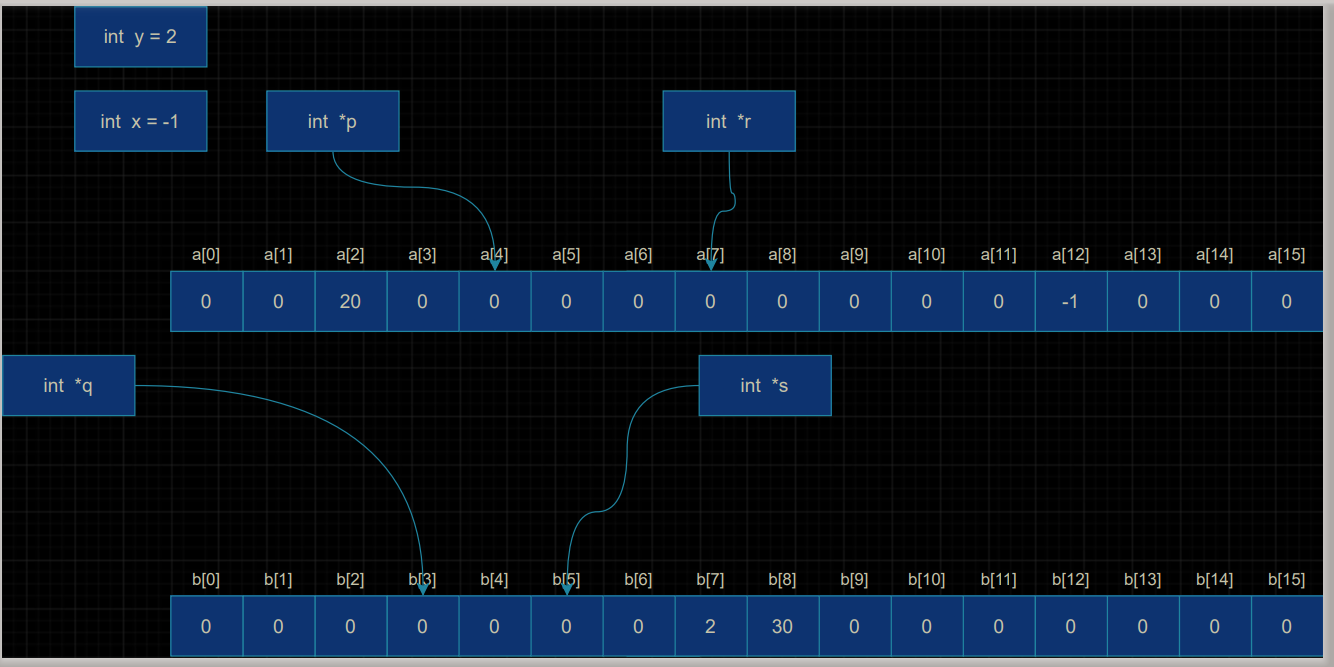 int y = 2
int x = -1
int *p
int *r
a[0] a[1] a[2] a[3] a[4] a[5] a[6] a[7] a[8] a[9] a[10] a[11] a[12] a[13] a[14] a[15]
0 0 20 0 0 0 0 0 0 0 0 0 -1 0 0 0
int *q
int *s
b[0] b[1] b[2] b[3] b[4] b[5] b[6] b[7] b[8] b[9] b[10] b[11] b[12] b[13] b[14] b[15]
0 0 0 0 0 0 0 2 30 0 0 0 0 0 0 0